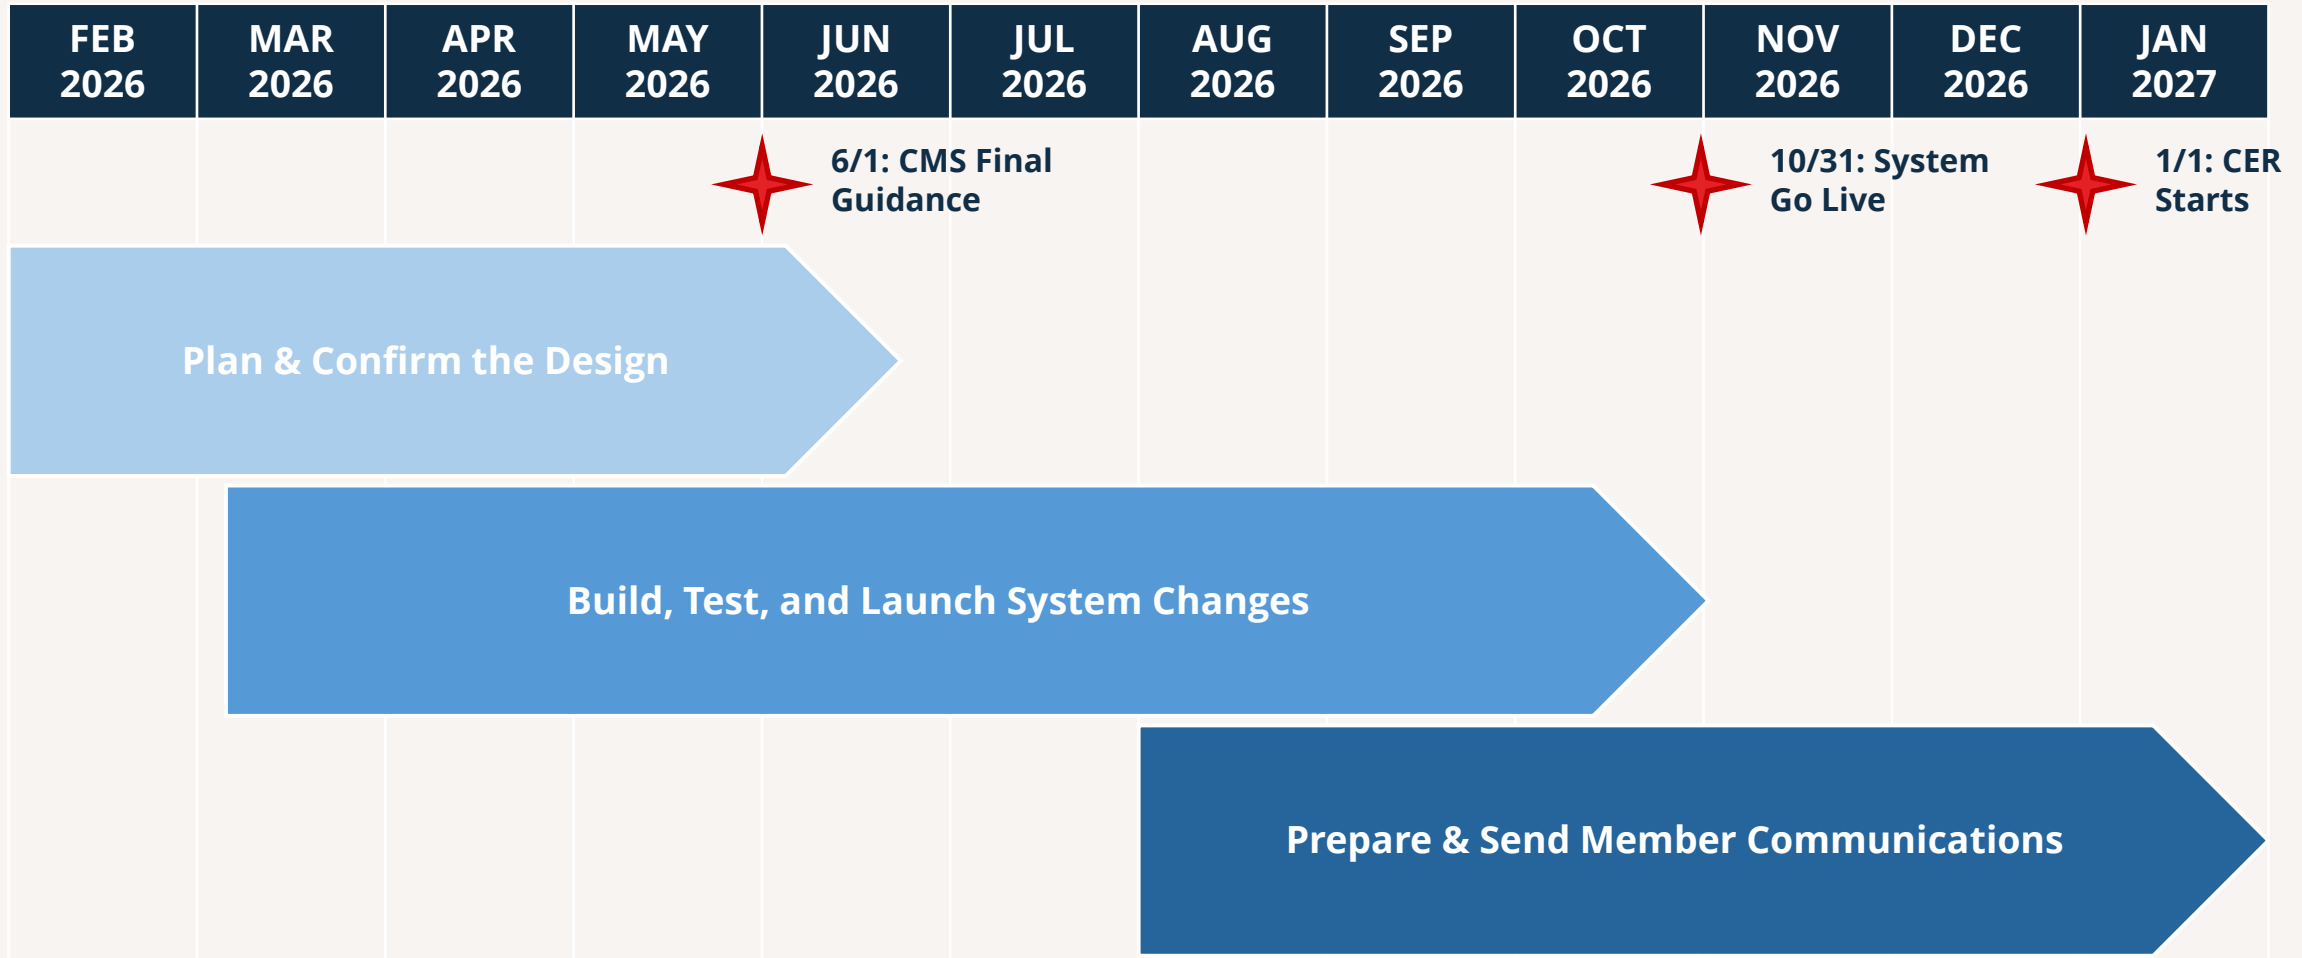 FEB
2026
MAR
2026
APR
2026
MAY
2026
JUN
2026
JUL
2026
AUG
2026
SEP
2026
OCT
2026
NOV
2026
DEC
2026
JAN
2027
6/1: CMS Final
Guidance
10/31: System
Go Live
1/1: CER
Starts
Plan & Confirm the Design
Build, Test, and Launch System Changes
Prepare & Send Member Communications